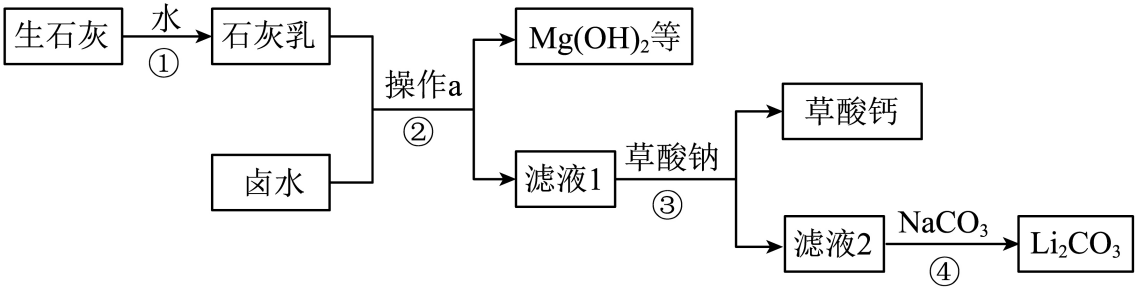 生石灰
水
①
石灰乳
卤水
操作a
②
Mg(OH)₂等
滤液1
草酸钠
③
草酸钙
滤液2
NaCO₃
④
Li₂CO₃